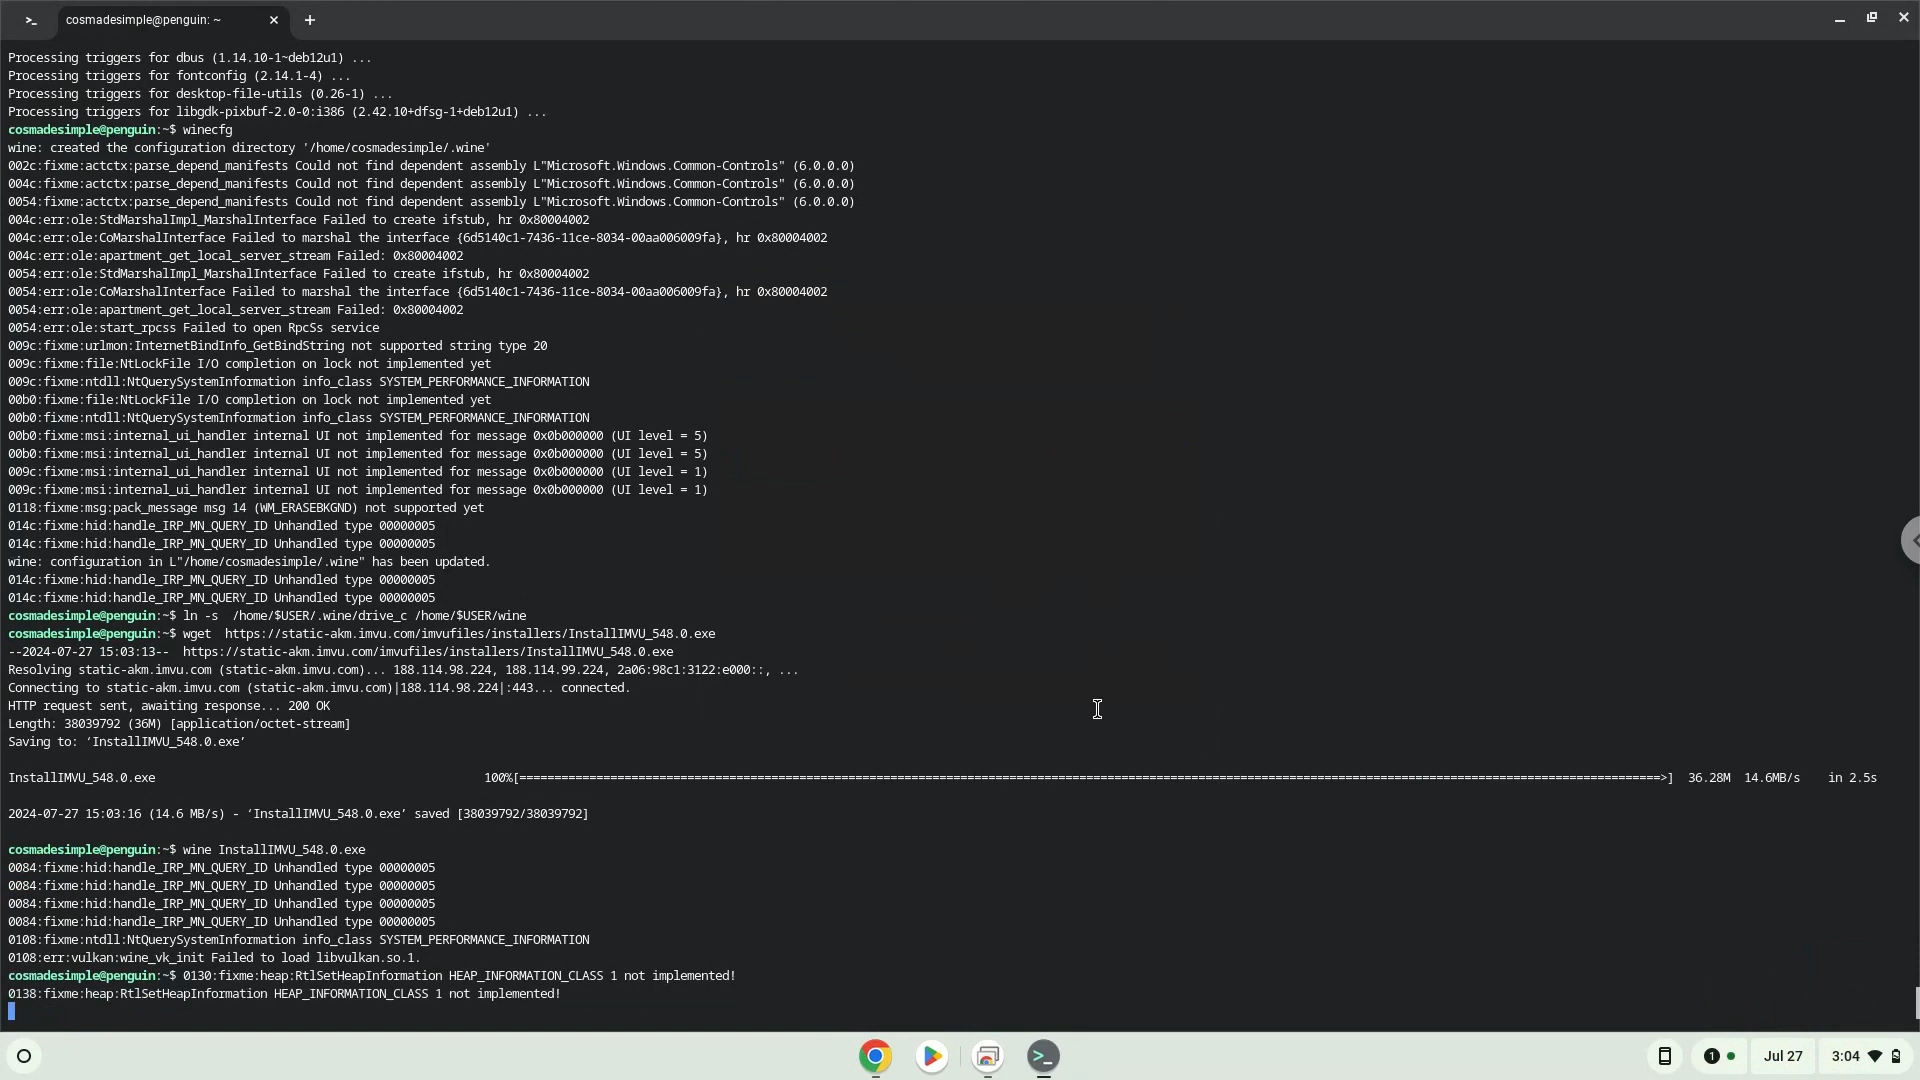 cosmadesimple@penguin: ~
Processing triggers for dbus (1.14.10-1~deb12u1) ...
Processing triggers for fontconfig (2.14.1-4) ...
Processing triggers for desktop-file-utils (0.26-1) ...
Processing triggers for libgdk-pixbuf-2.0-0:i386 (2.42.10+dfsg-1+deb12u1) ...
cosmadesimple@penguin:~$ winecfg
wine: created the configuration directory '/home/cosmadesimple/.wine'
002c:fixme:actctx:parse_depend_manifests Could not find dependent assembly L"Microsoft.Windows.Common-Controls" (6.0.0.0)
004c:fixme:actctx:parse_depend_manifests Could not find dependent assembly L"Microsoft.Windows.Common-Controls" (6.0.0.0)
0054:fixme:actctx:parse_depend_manifests Could not find dependent assembly L"Microsoft.Windows.Common-Controls" (6.0.0.0)
004c:err:ole:StdMarshalImpl_MarshalInterface Failed to create ifstub, hr 0x80004002
004c:err:ole:CoMarshalInterface Failed to marshal the interface {6d5140c1-7436-11ce-8034-00aa006009fa}, hr 0x80004002
004c:err:ole:apartment_get_local_server_stream Failed: 0x80004002
0054:err:ole:StdMarshalImpl_MarshalInterface Failed to create ifstub, hr 0x80004002
0054:err:ole:CoMarshalInterface Failed to marshal the interface {6d5140c1-7436-11ce-8034-00aa006009fa}, hr 0x80004002
0054:err:ole:apartment_get_local_server_stream Failed: 0x80004002
0054:err:ole:start_rpcss Failed to open RpcSs service
009c:fixme:urlmon:InternetBindInfo_GetBindString not supported string type 20
009c:fixme:file:NtLockFile I/O completion on lock not implemented yet
009c:fixme:ntdll:NtQuerySystemInformation info_class SYSTEM_PERFORMANCE_INFORMATION
00b0:fixme:file:NtLockFile I/O completion on lock not implemented yet
00b0:fixme:ntdll:NtQuerySystemInformation info_class SYSTEM_PERFORMANCE_INFORMATION
00b0:fixme:msi:internal_ui_handler internal UI not implemented for message 0x0b000000 (UI level = 5)
00b0:fixme:msi:internal_ui_handler internal UI not implemented for message 0x0b000000 (UI level = 5)
009c:fixme:msi:internal_ui_handler internal UI not implemented for message 0x0b000000 (UI level = 1)
009c:fixme:msi:internal_ui_handler internal UI not implemented for message 0x0b000000 (UI level = 1)
0118:fixme:msg:pack_message msg 14 (WM_ERASEBKGND) not supported yet
014c:fixme:hid:handle_IRP_MN_QUERY_ID Unhandled type 00000005
014c:fixme:hid:handle_IRP_MN_QUERY_ID Unhandled type 00000005
wine: configuration in L"/home/cosmadesimple/.wine" has been updated.
014c:fixme:hid:handle_IRP_MN_QUERY_ID Unhandled type 00000005
014c:fixme:hid:handle_IRP_MN_QUERY_ID Unhandled type 00000005
cosmadesimple@penguin:~$ ln -s  /home/$USER/.wine/drive_c /home/$USER/wine
cosmadesimple@penguin:~$ wget  https://static-akm.imvu.com/imvufiles/installers/InstallIMVU_548.0.exe
--2024-07-27 15:03:13--  https://static-akm.imvu.com/imvufiles/installers/InstallIMVU_548.0.exe
Resolving static-akm.imvu.com (static-akm.imvu.com)... 188.114.98.224, 188.114.99.224, 2a06:98c1:3122:e000::, ...
Connecting to static-akm.imvu.com (static-akm.imvu.com)|188.114.98.224|:443... connected.
HTTP request sent, awaiting response... 200 OK
Length: 38039792 (36M) [application/octet-stream]
Saving to: ‘InstallIMVU_548.0.exe’
InstallIMVU_548.0.exe 100%[===================================================================>] 36.28M 14.6MB/s in 2.5s
2024-07-27 15:03:16 (14.6 MB/s) - ‘InstallIMVU_548.0.exe’ saved [38039792/38039792]
cosmadesimple@penguin:~$ wine InstallIMVU_548.0.exe
0084:fixme:hid:handle_IRP_MN_QUERY_ID Unhandled type 00000005
0084:fixme:hid:handle_IRP_MN_QUERY_ID Unhandled type 00000005
0084:fixme:hid:handle_IRP_MN_QUERY_ID Unhandled type 00000005
0084:fixme:hid:handle_IRP_MN_QUERY_ID Unhandled type 00000005
0108:fixme:ntdll:NtQuerySystemInformation info_class SYSTEM_PERFORMANCE_INFORMATION
0108:err:vulkan:wine_vk_init Failed to load libvulkan.so.1.
cosmadesimple@penguin:~$ 0130:fixme:heap:RtlSetHeapInformation HEAP_INFORMATION_CLASS 1 not implemented!
0138:fixme:heap:RtlSetHeapInformation HEAP_INFORMATION_CLASS 1 not implemented!
1
Jul 27
3:04